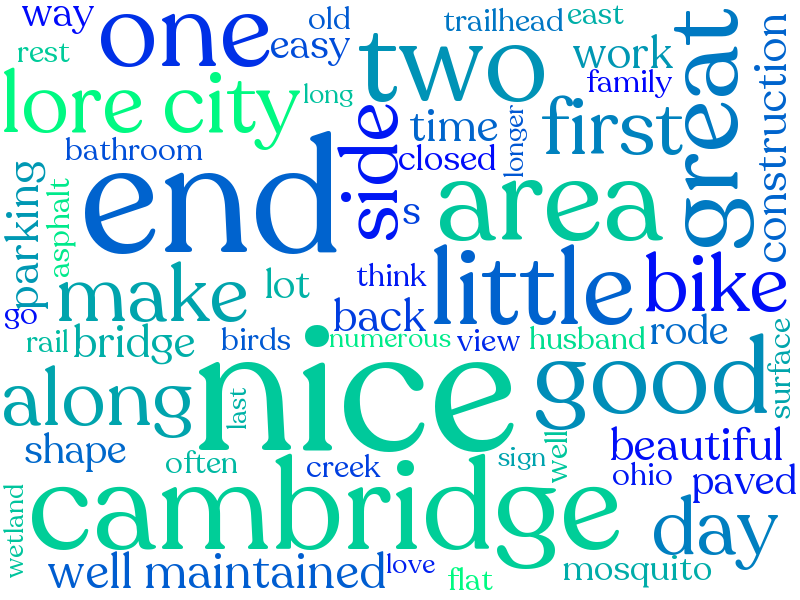 way
one
old
easy
trailhead
east
rest
two
work
great
construction
family
lore city
long
side
time
longer
first
bathroom
closed
parking
asphalt
end
s
area
make
lot
think
little
bike
go
back
rail
bridge
birds
numerous
view
husband
rode
surface
along
last
nice
good
shape
often
creek
sign
well
beautiful
ohio
paved
wetland
cambridge
day
well maintained
love
flat
mosquito